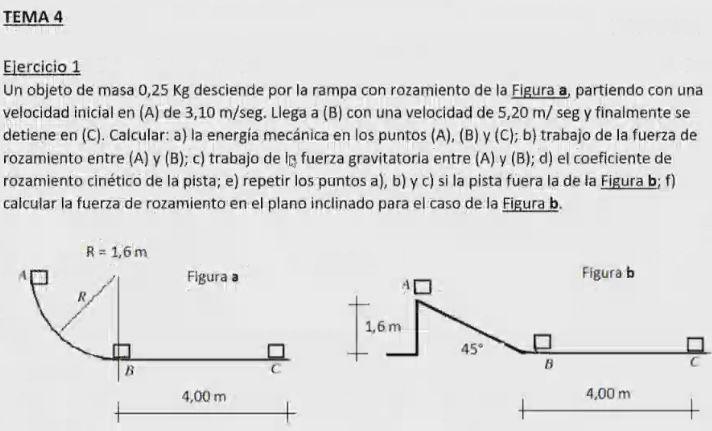 TEMA 4
Ejercicio 1
Un objeto de masa 0,25 Kg desciende por la rampa con rozamiento de la Figura a, partiendo con una
velocidad inicial en (A) de 3,10 m/seg. Llega a (B) con una velocidad de 5,20 m/ seg y finalmente se
detiene en (C). Calcular: a) la energía mecánica en los puntos (A), (B) y (C); b) trabajo de la fuerza de
rozamiento entre (A) y (B); c) trabajo de la fuerza gravitatoria entre (A) y (B); d) el coeficiente de
rozamiento cinético de la pista; e) repetir los puntos a), b) y c) si la pista fuera la de la Figura b; f)
calcular la fuerza de rozamiento en el plano inclinado para el caso de la Figura b.
R = 1,6 m
A
Figura a
R
B
C
4,00 m
Figura b
A
1,6 m
45°
B
C
4,00 m